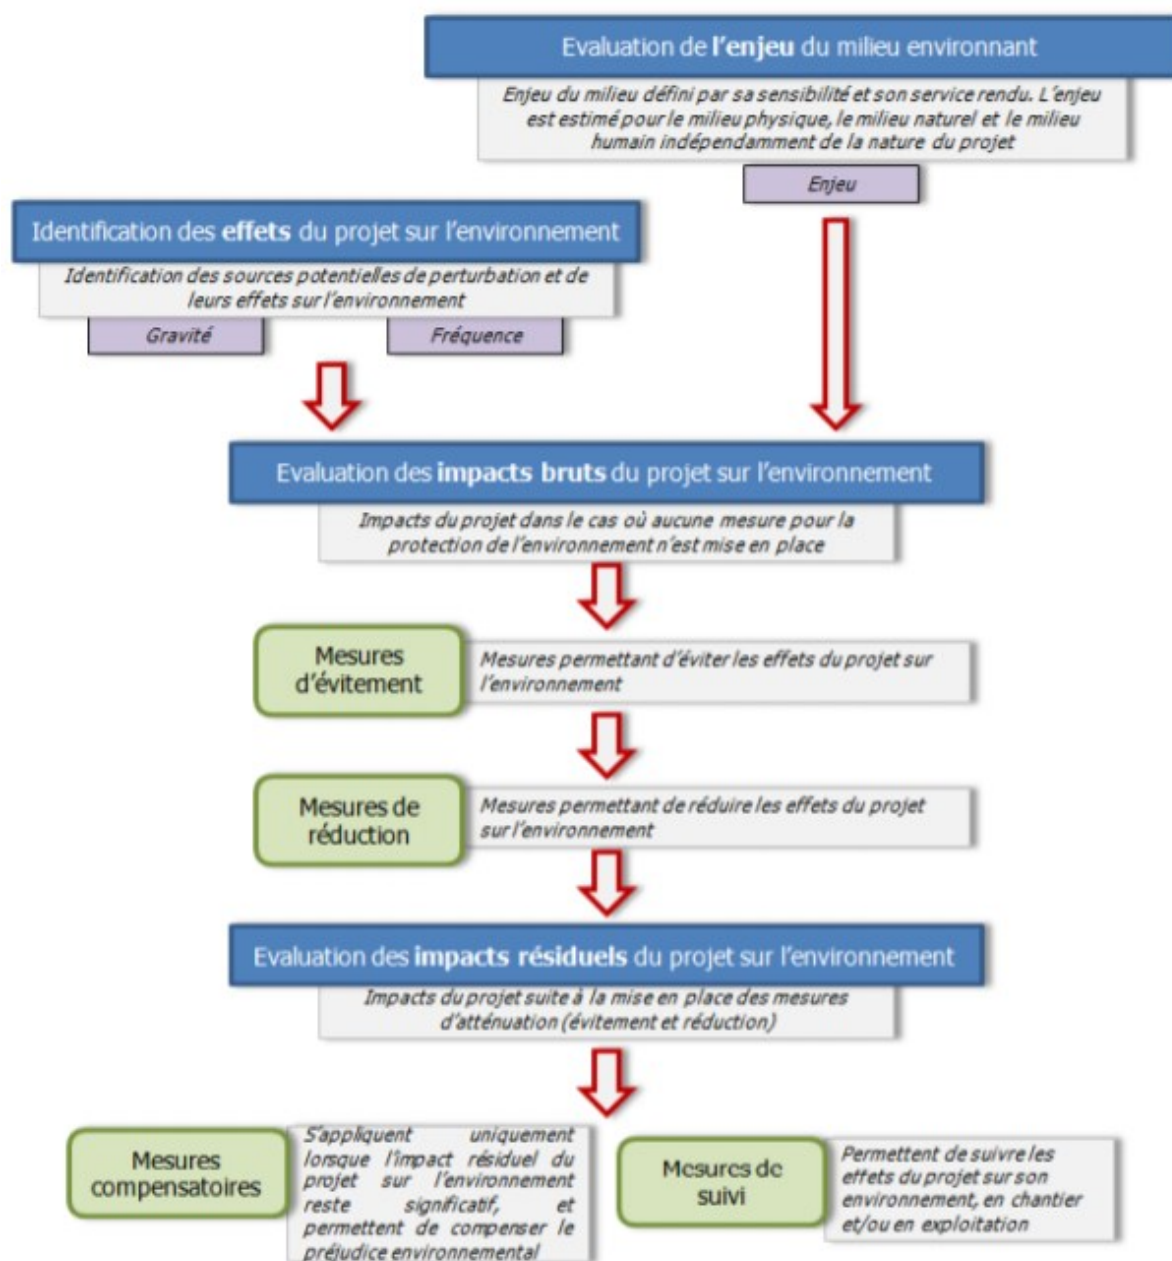 Evaluation de l'enjeu du milieu environnant
Enjeu du milieu défini par sa sensibilité et son service rendu. L'enjeu
est estimé pour le milieu physique, le milieu naturel et le milieu
humain indépendamment de la nature du projet
Enjeu
Identification des effets du projet sur l'environnement
Identification des sources potentielles de perturbation et de
leurs effets sur l'environnement
Gravité
Fréquence
Evaluation des impacts bruts du projet sur l'environnement
Impacts du projet dans le cas où aucune mesure pour la
protection de l'environnement n'est mise en place
Mesures
d'évitement
Mesures permettant d'éviter les effets du projet sur
l'environnement
Mesures de
réduction
Mesures permettant de réduire les effets du projet
sur l'environnement
Evaluation des impacts résiduels du projet sur l'environnement
Impacts du projet suite à la mise en place des mesures
d'atténuation (évitement et réduction)
Mesures
compensatoires
S'appliquent uniquement
lorsque l'impact résiduel du
projet sur l'environnement
reste significatif, et
permettent de compenser le
préjudice environnemental
Mesures de
suivi
Permettent de suivre les
effets du projet sur son
environnement, en chantier
et/ou en exploitation